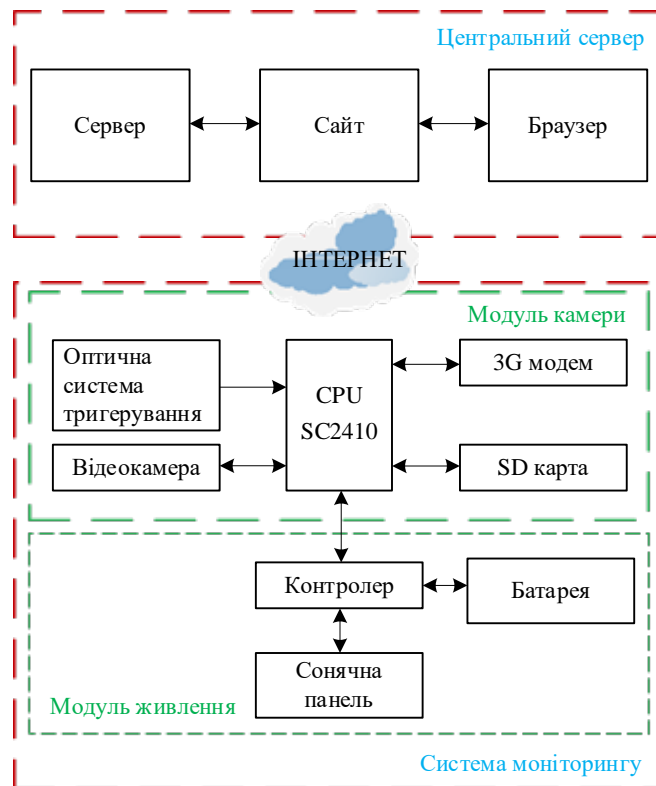 Центральний сервер
Сервер
Сайт
Браузер
ІНТЕРНЕТ
Модуль камери
Оптична
система
тригерування
CPU
SC2410
3G модем
Відеокамера
SD карта
Контролер
Батарея
Сонячна
панель
Модуль живлення
Система моніторингу